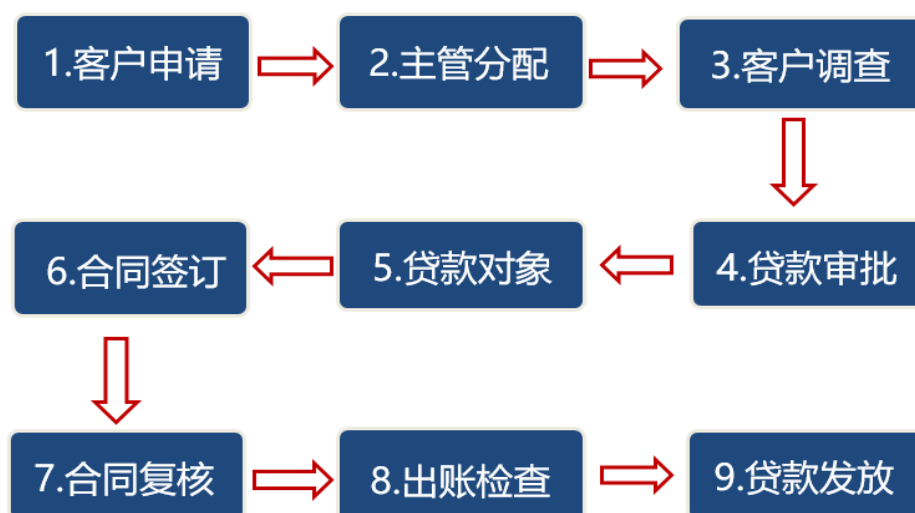 1.客户申请
2.主管分配
3.客户调查
4.贷款审批
5.贷款对象
6.合同签订
7.合同复核
8.出账检查
9.贷款发放